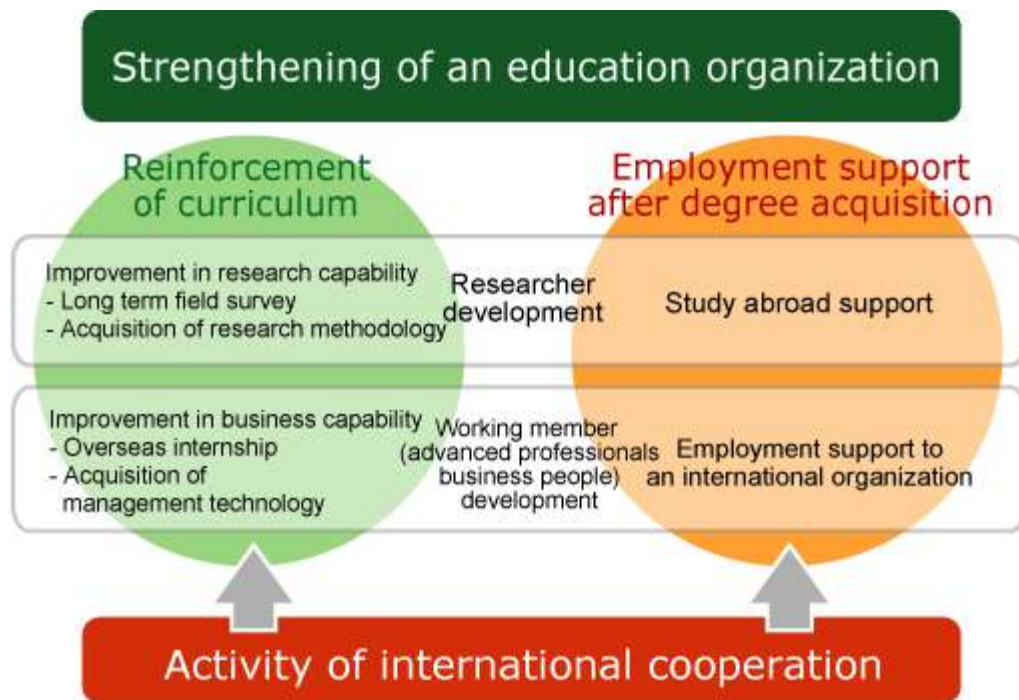 Strengthening of an education organization
Reinforcement
of curriculum
Employment support
after degree acquisition
Improvement in research capability
- Long term field survey
- Acquisition of research methodology
Researcher
development
Study abroad support
Improvement in business capability
- Overseas internship
- Acquisition of
management technology
Working member
(advanced professionals
business people)
development
Employment support to
an international organization
Activity of international cooperation